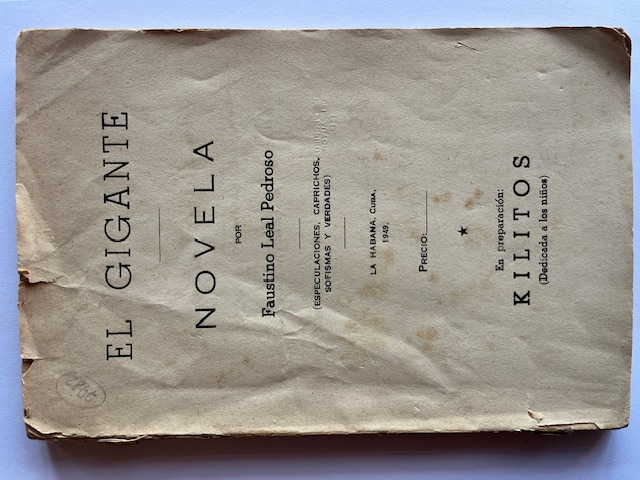 EL GIGANTE
NOVELA
POR
Faustino Leal Pedroso
(ESPECULACIONES, CAPRICHOS,
SOFISMAS Y VERDADES)
LA HABANA, CUBA,
1949.
PRECIO:
En preparación:
KILITOS
(Dedicada a los niños)